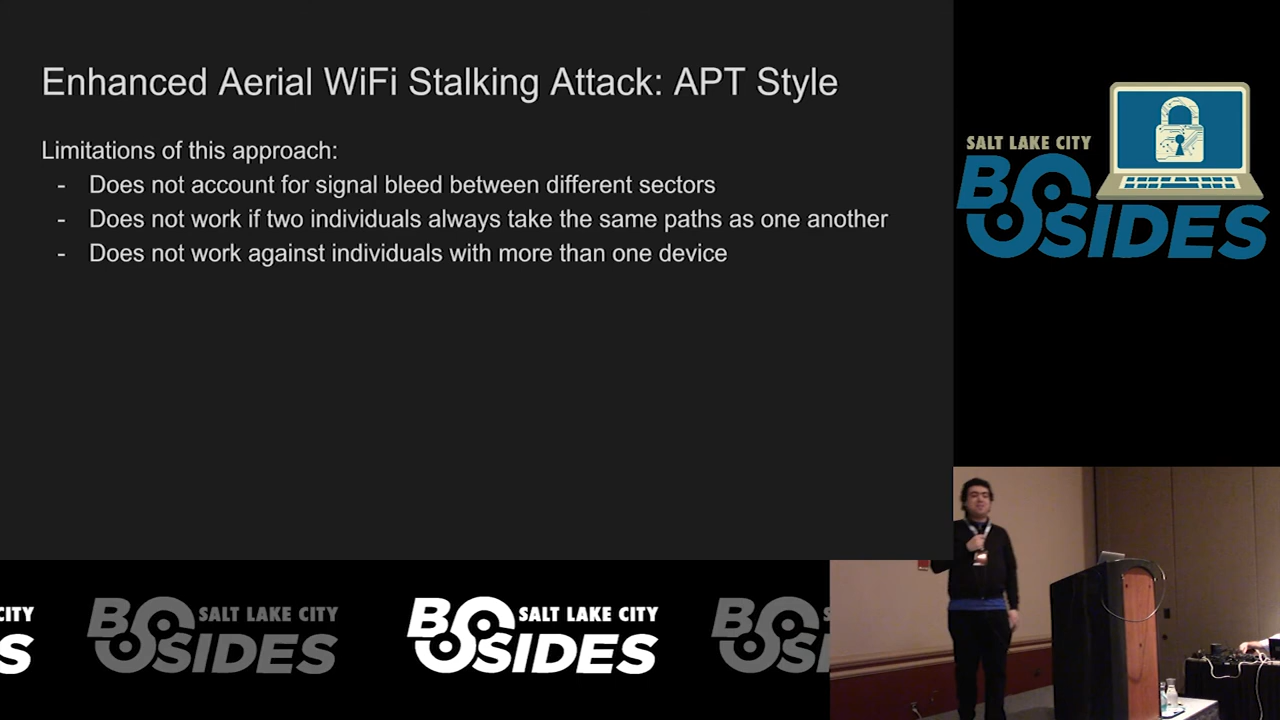 Enhanced Aerial WiFi Stalking Attack: APT Style
Limitations of this approach:
- Does not account for signal bleed between different sectors
- Does not work if two individuals always take the same paths as one another
- Does not work against individuals with more than one device
SALT LAKE CITY
BSIDES
CITY
S
BSIDES SALT LAKE CITY
BSIDES SALT LAKE CITY
BSI S